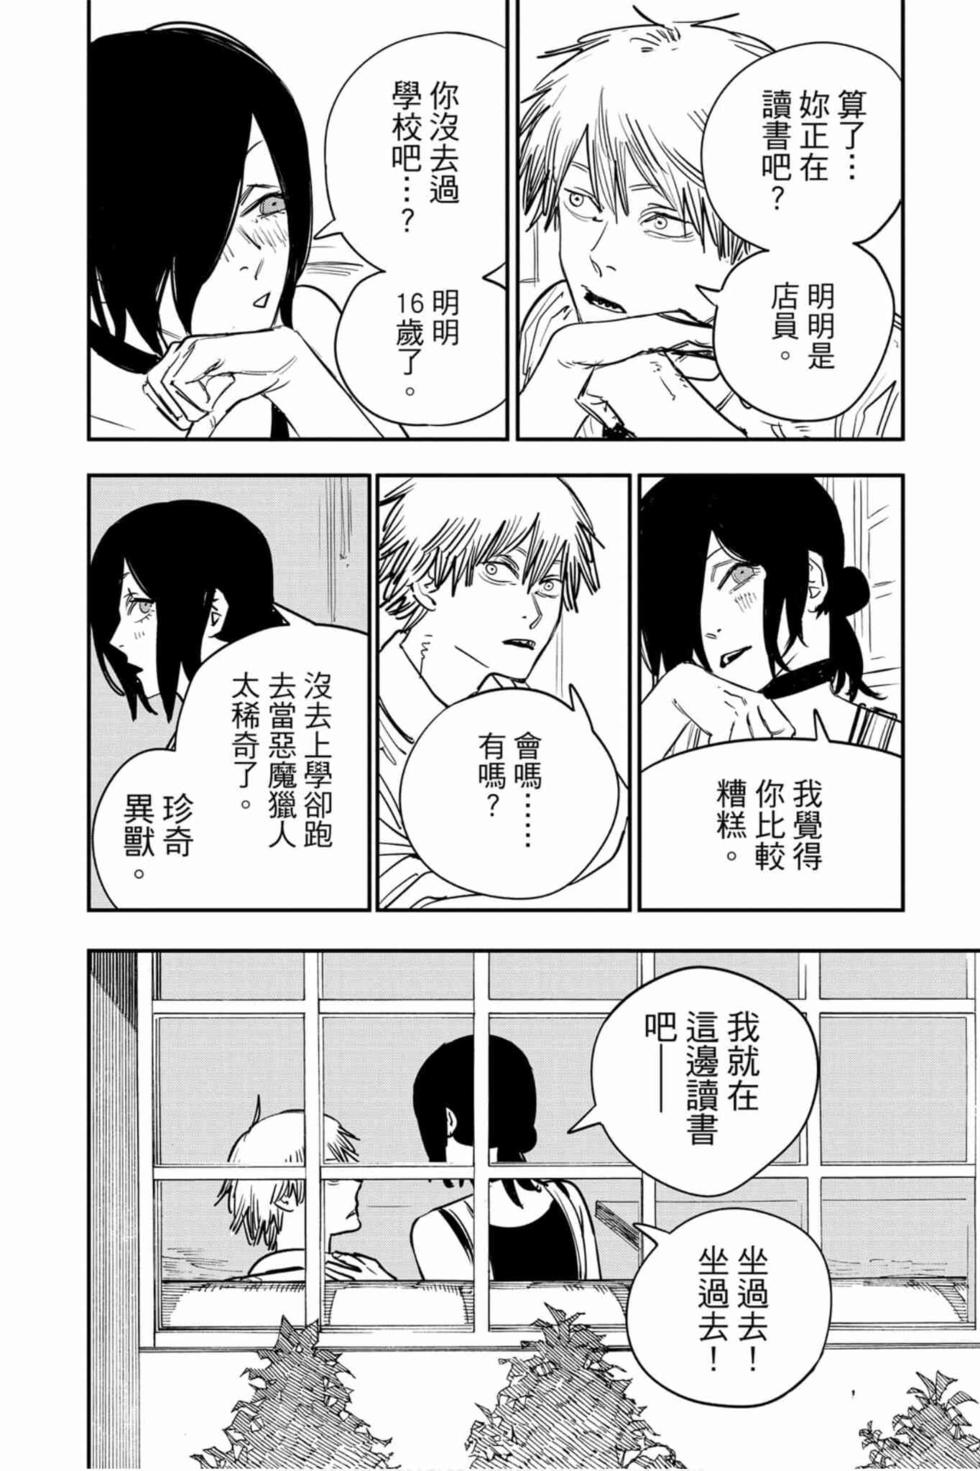 算了…
妳正在
讀書吧？
明明是
店員。
你沒去過
學校吧…？
明明
16歲了。
我覺得
你比較
糟糕。
會嗎……
有嗎？
沒去上學卻跑
去當惡魔獵人
太稀奇了。
珍奇
異獸。
我就在
這邊讀書
吧——
坐過去！
坐過去！